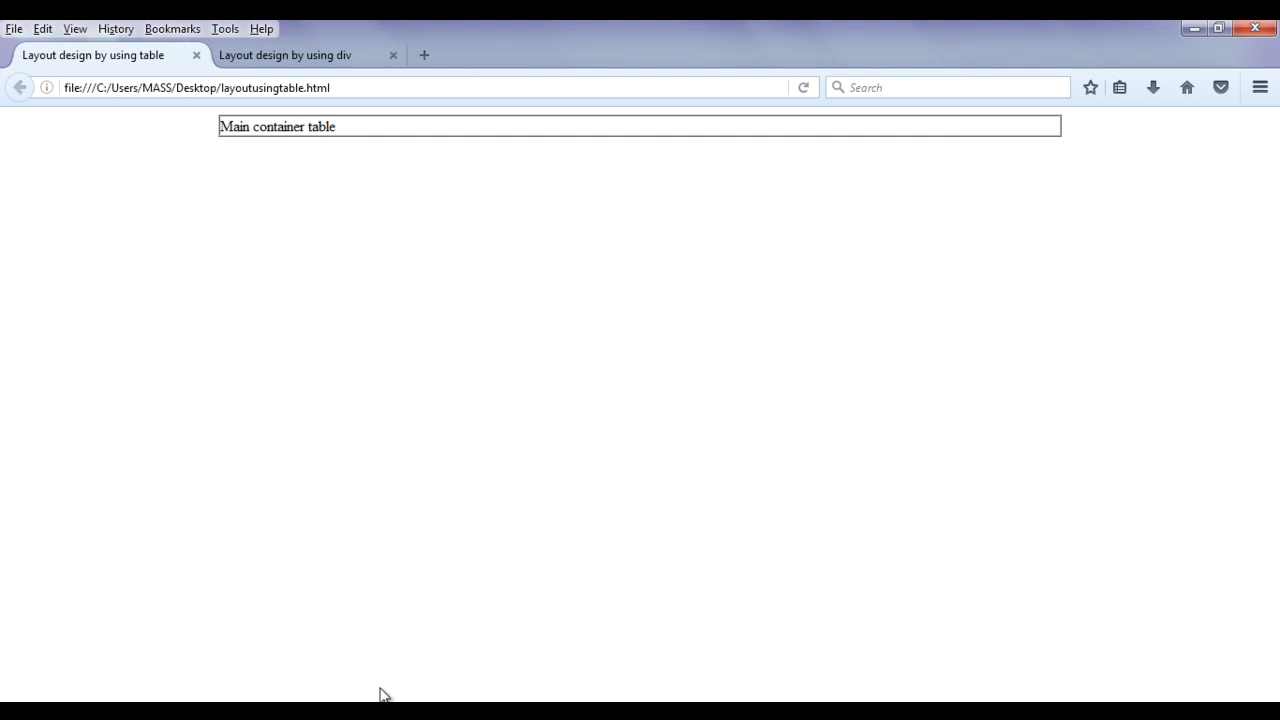 File Edit View History Bookmarks Tools Help
Layout design by using table Layout design by using div
file:///C:/Users/MASS/Desktop/layoutusingtable.html Search
Main container table